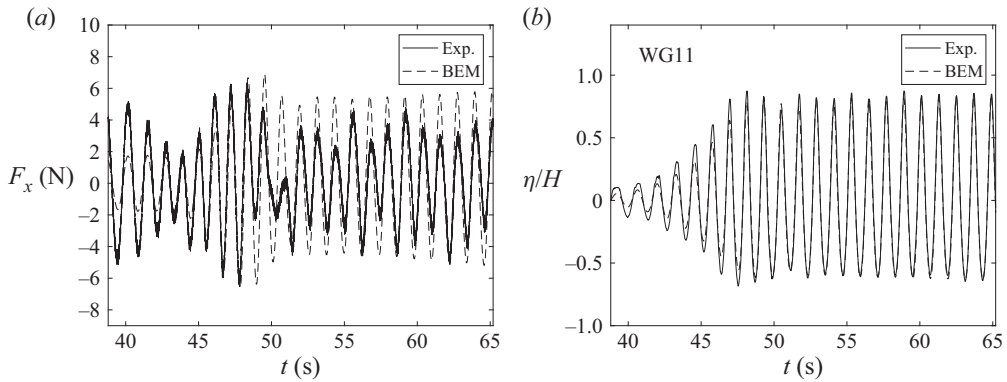 (a)
10
8
6
4
2
0
–2
–4
–6
–8
F_x (N)
40 45 50 55 60 65
t (s)
Exp.
BEM
(b)
WG11
1.0
0.5
0
–0.5
–1.0
η/H
40 45 50 55 60 65
t (s)
Exp.
BEM